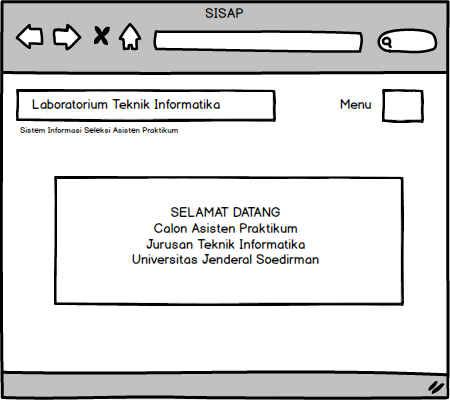 SISAP
Laboratorium Teknik Informatika
Menu
Sistem Informasi Seleksi Asisten Praktikum
SELAMAT DATANG
Calon Asisten Praktikum
Jurusan Teknik Informatika
Universitas Jenderal Soedirman